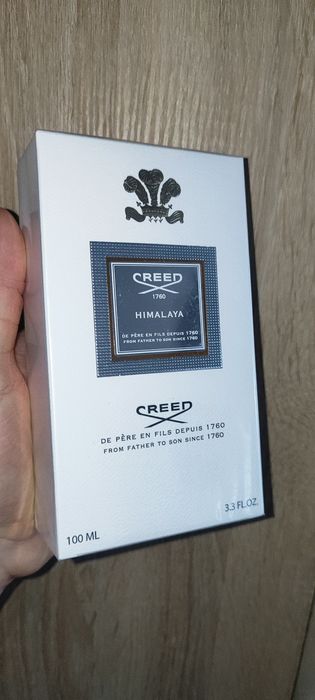 CREED
1760
HIMALAYA
DE PÈRE EN FILS DEPUIS 1760
FROM FATHER TO SON SINCE 1760
CREED
DE PÈRE EN FILS DEPUIS 1760
FROM FATHER TO SON SINCE 1760
100 ML
3.3 FL.OZ.